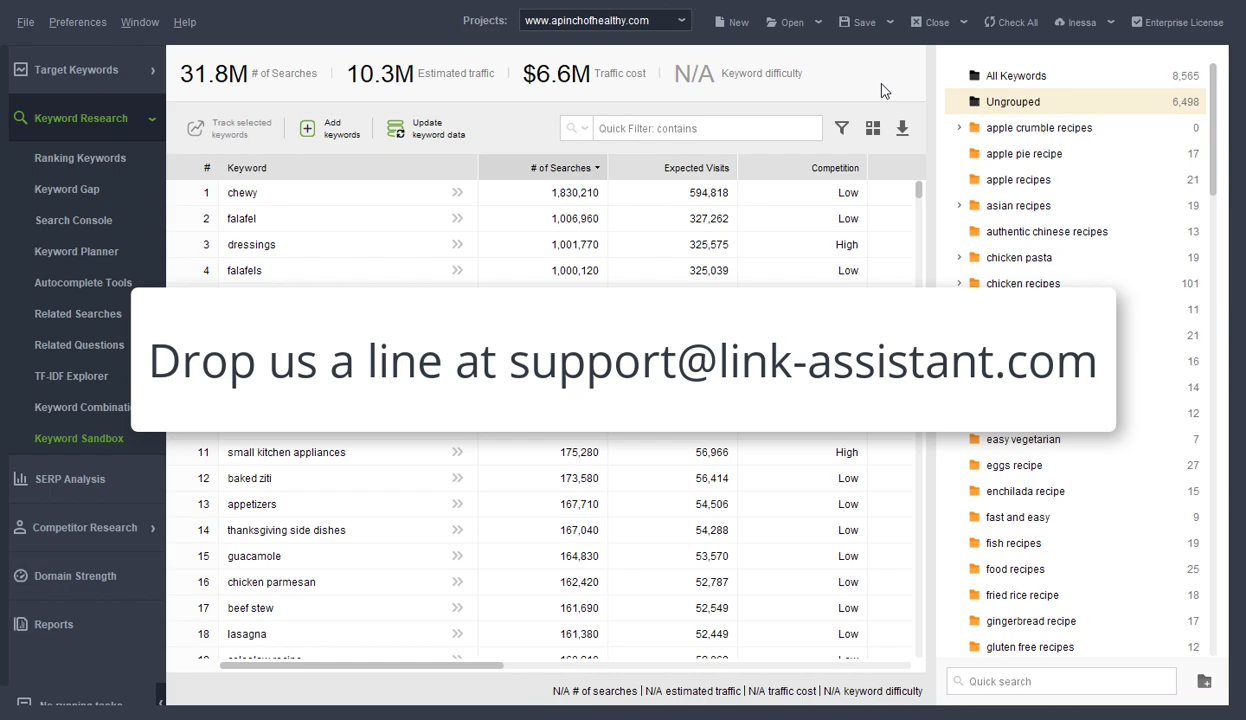 File Preferences Window Help Projects: www.apinchofhealthy.com New Open Save Close Check All Inessa Enterprise License
Target Keywords
Keyword Research
Ranking Keywords
Keyword Gap
Search Console
Keyword Planner
Autocomplete Tools
Related Searches
Related Questions
TF-IDF Explorer
Keyword Sandbox
SERP Analysis
Competitor Research
Domain Strength
Reports
31.8M # of Searches 10.3M Estimated traffic $6.6M Traffic cost N/A Keyword difficulty
Track selected keywords
Add keywords
Update keyword data
Quick Filter: contains
# Keyword # of Searches Expected Visits Competition
1 chewy 1,830,210 594,818 Low
2 falafel 1,006,960 327,262 Low
3 dressings 1,001,770 325,575 High
4 falafels 1,000,120 325,039 Low
Drop us a line at support@link-assistant.com
11 small kitchen appliances 175,280 56,966 High
12 baked ziti 173,580 56,414 Low
13 appetizers 167,710 54,506 Low
14 thanksgiving side dishes 167,040 54,288 Low
15 guacamole 164,830 53,570 Low
16 chicken parmesan 162,420 52,787 Low
17 beef stew 161,690 52,549 Low
18 lasagna 161,380 52,449 Low
N/A # of searches | N/A estimated traffic | N/A traffic cost | N/A keyword difficulty
All Keywords 8,565
Ungrouped 6,498
apple crumble recipes 0
apple pie recipe 17
apple recipes 21
asian recipes 19
authentic chinese recipes 13
chicken pasta 19
chicken recipes 101
11
21
16
14
12
easy vegetarian 7
eggs recipe 27
enchilada recipe 15
fast and easy 9
fish recipes 19
food recipes 25
fried rice recipe 18
gingerbread recipe 17
gluten free recipes 12
Quick search